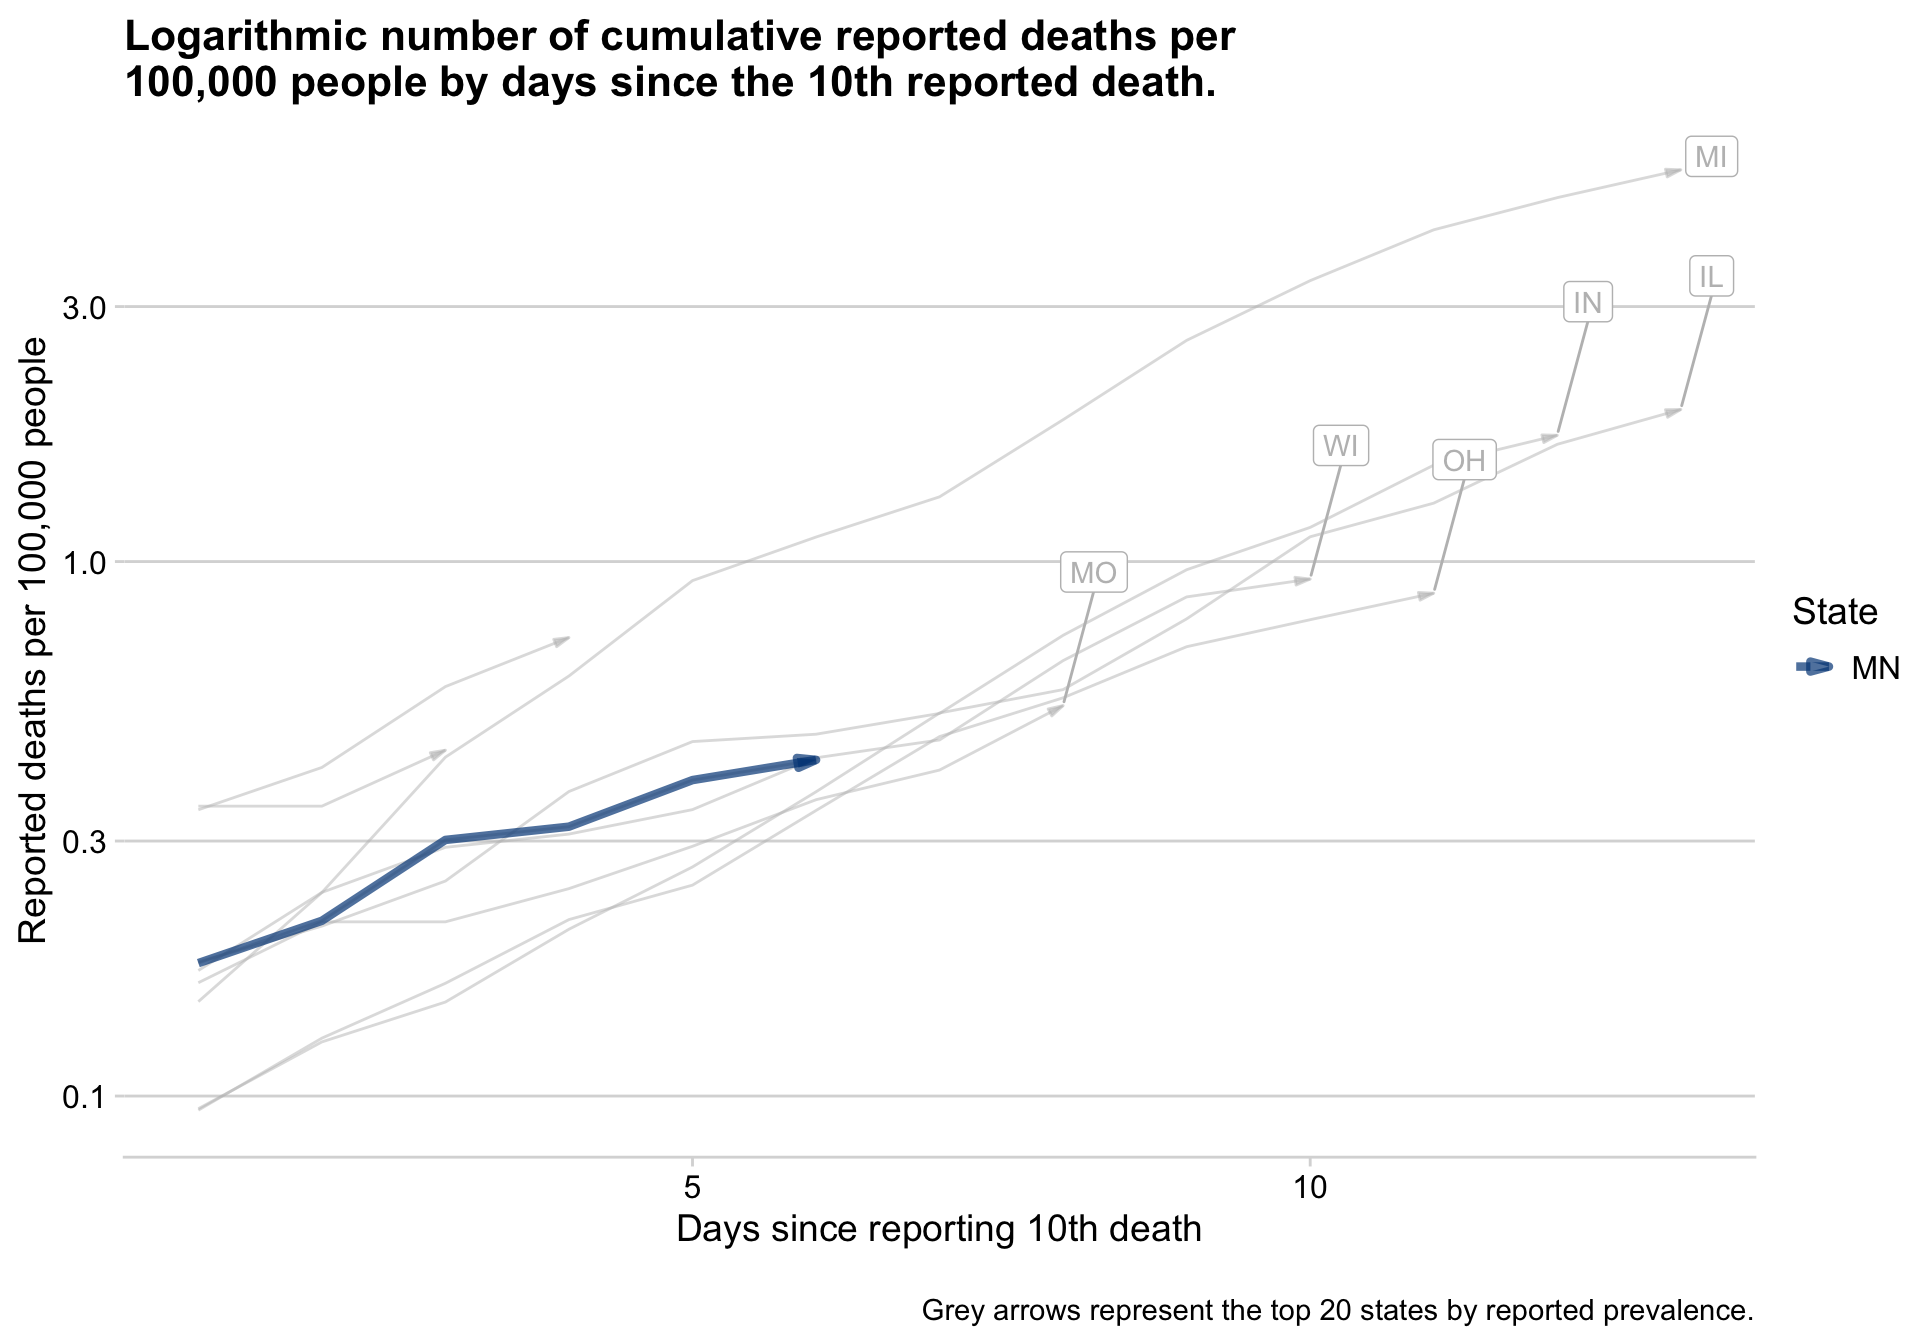 Logarithmic number of cumulative reported deaths per
100,000 people by days since the 10th reported death.
MI
IL
IN
3.0
WI
OH
MO
1.0
Reported deaths per 100,000 people
State
MN
0.3
0.1
5
10
Days since reporting 10th death
Grey arrows represent the top 20 states by reported prevalence.